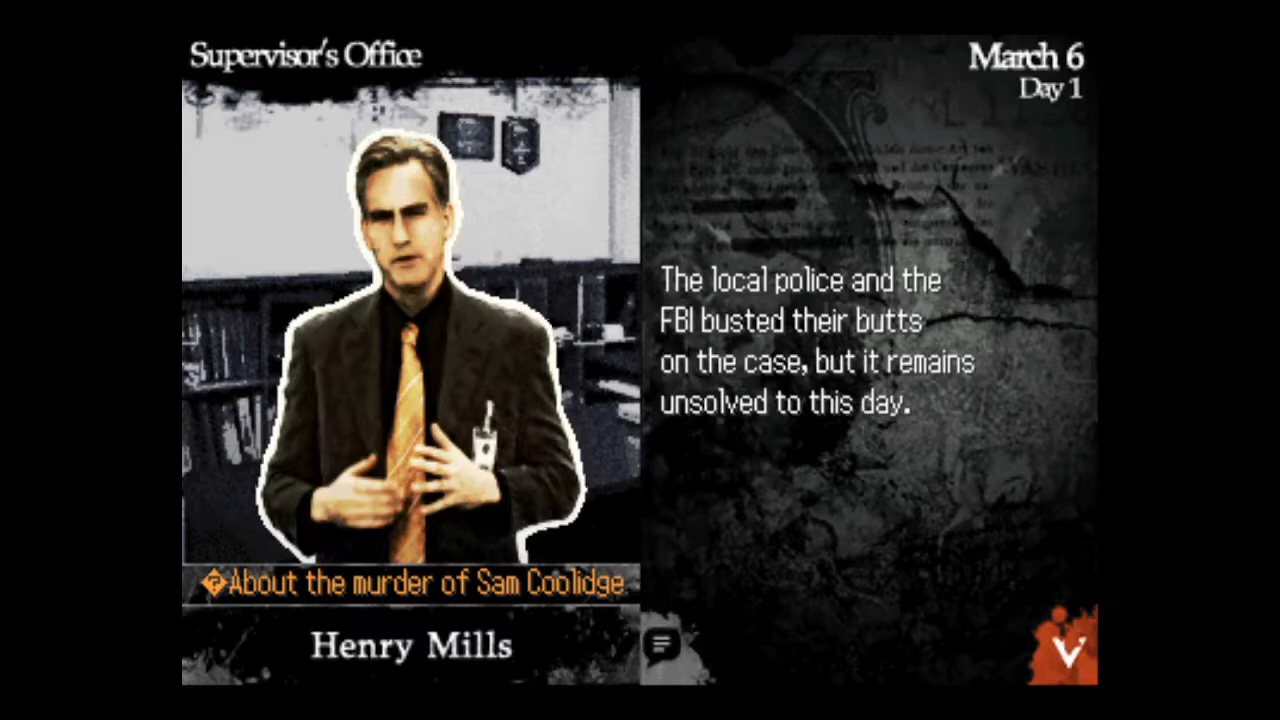 Supervisor's Office
March 6
Day 1
The local police and the
FBI busted their butts
on the case, but it remains
unsolved to this day.
About the murder of Sam Coolidge
Henry Mills